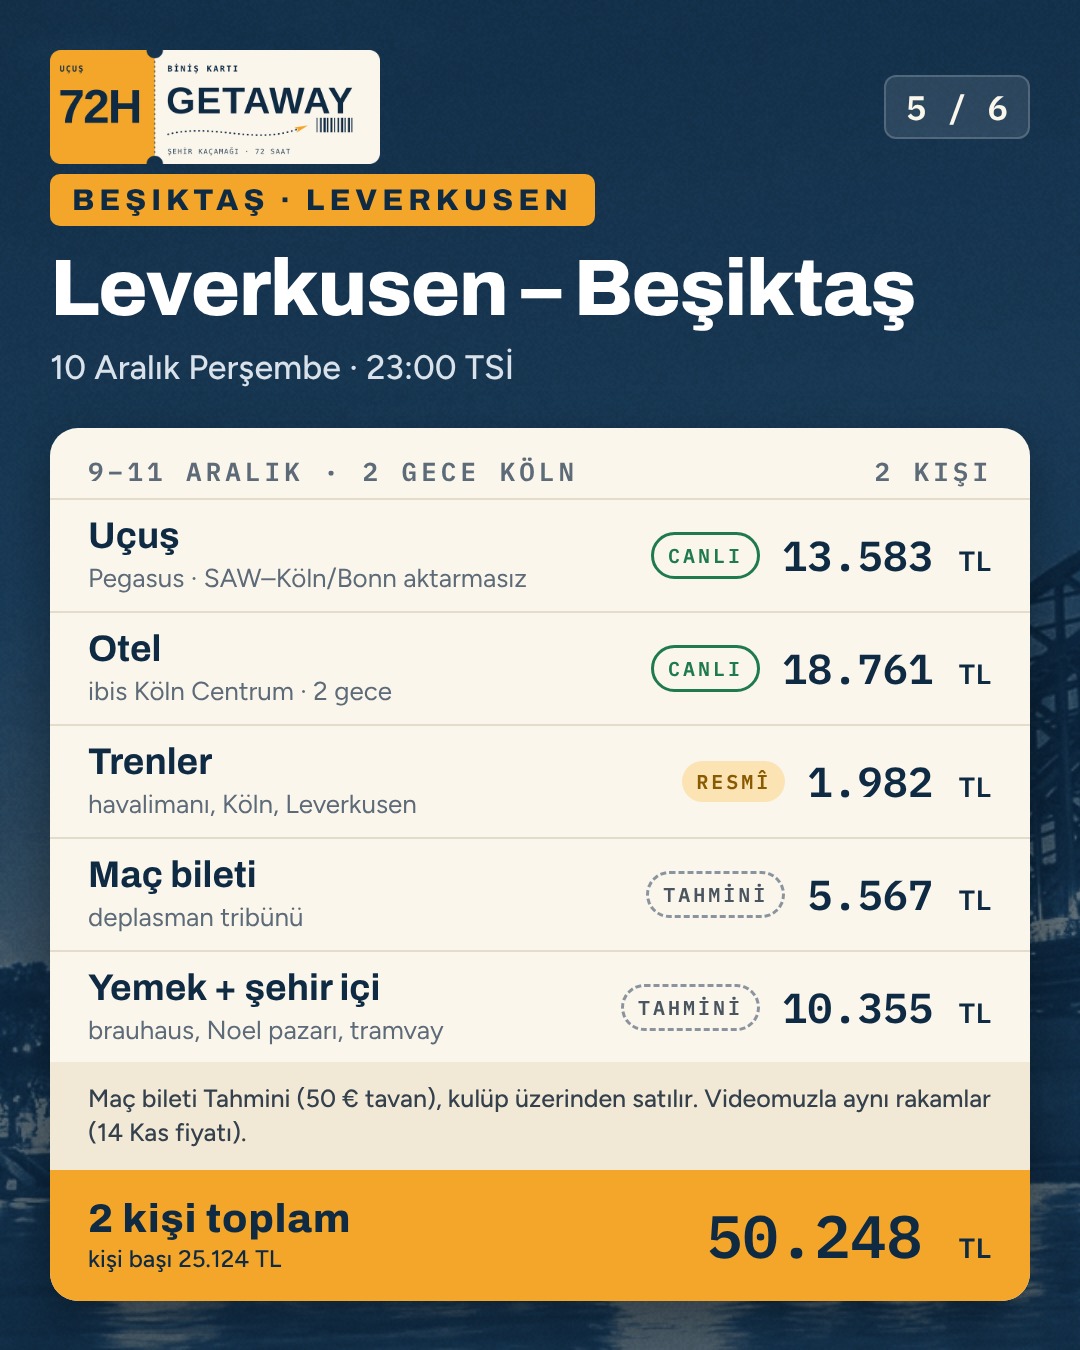 UÇUŞ
72H
BİNİŞ KARTI
GETAWAY
ŞEHİR KAÇAMAĞI · 72 SAAT
5 / 6
BEŞIKTAŞ · LEVERKUSEN
Leverkusen – Beşiktaş
10 Aralık Perşembe · 23:00 TSİ
9–11 ARALIK · 2 GECE KÖLN 2 KIŞI
Uçuş
CANLI 13.583 TL
Pegasus · SAW–Köln/Bonn aktarmasız
Otel
CANLI 18.761 TL
ibis Köln Centrum · 2 gece
Trenler
RESMÎ 1.982 TL
havalimanı, Köln, Leverkusen
Maç bileti
TAHMİNİ 5.567 TL
deplasman tribünü
Yemek + şehir içi
TAHMİNİ 10.355 TL
brauhaus, Noel pazarı, tramvay
Maç bileti Tahmini (50 € tavan), kulüp üzerinden satılır. Videomuzla aynı rakamlar
(14 Kas fiyatı).
2 kişi toplam
50.248 TL
kişi başı 25.124 TL